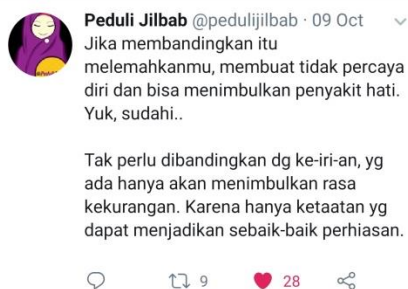 Peduli Jilbab @pedulijilbab · 09 Oct
Jika membandingkan itu
melemahkanmu, membuat tidak percaya
diri dan bisa menimbulkan penyakit hati.
Yuk, sudahi..
Tak perlu dibandingkan dg ke-iri-an, yg
ada hanya akan menimbulkan rasa
kekurangan. Karena hanya ketaatan yg
dapat menjadikan sebaik-baik perhiasan.
9 28